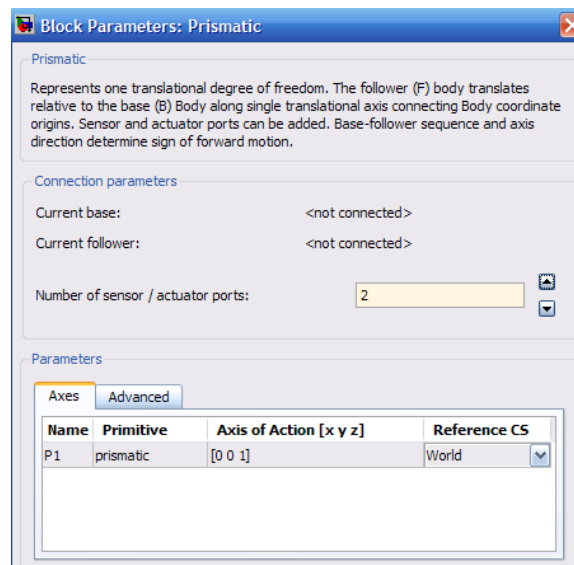 Block Parameters: Prismatic
Prismatic
Represents one translational degree of freedom. The follower (F) body translates
relative to the base (B) Body along single translational axis connecting Body coordinate
origins. Sensor and actuator ports can be added. Base-follower sequence and axis
direction determine sign of forward motion.
Connection parameters
Current base: <not connected>
Current follower: <not connected>
Number of sensor / actuator ports: 2
Parameters
Axes Advanced
Name Primitive Axis of Action [x y z] Reference CS
P1 prismatic [0 0 1] World